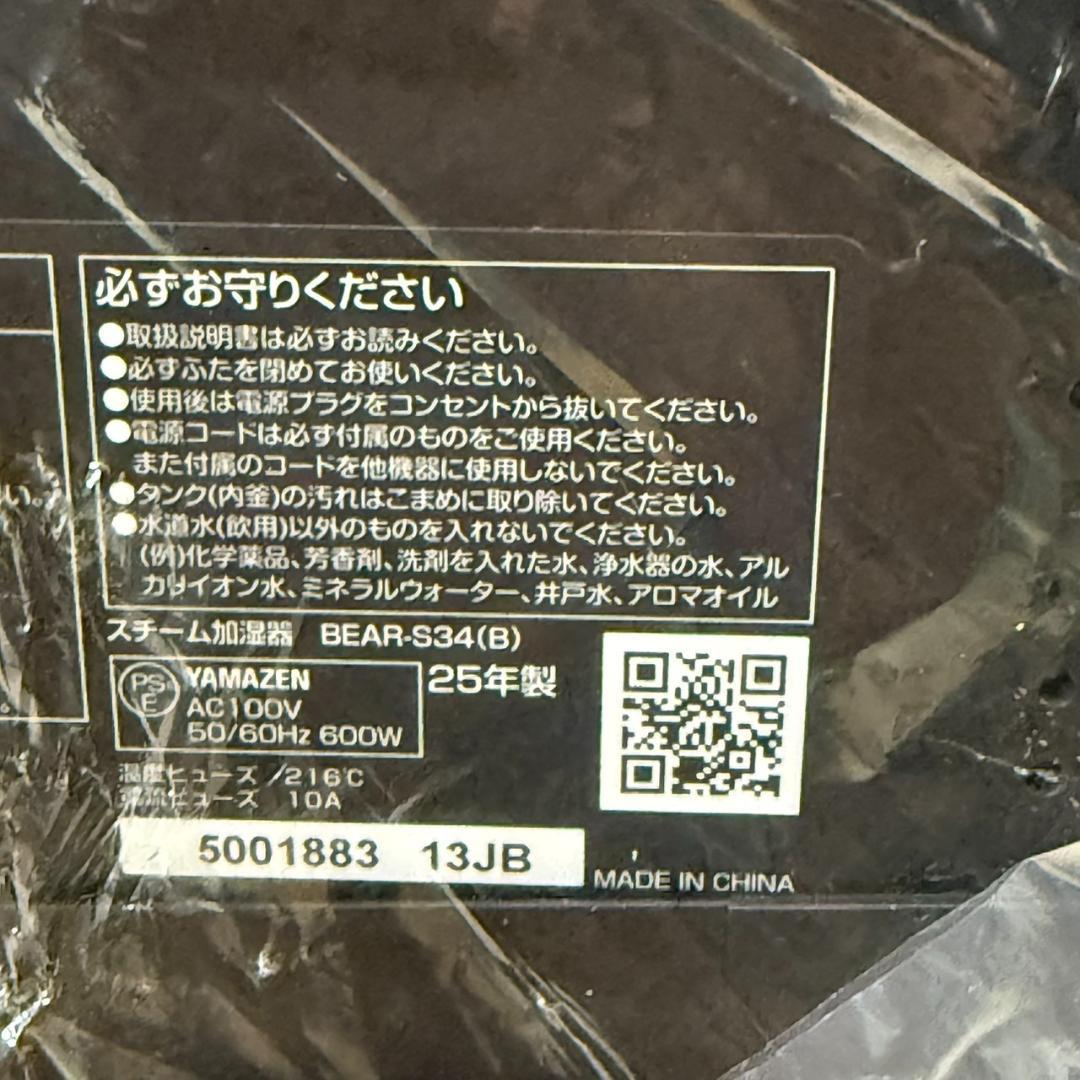 必ずお守りください
●取扱説明書は必ずお読みください。
●必ずふたを閉めてお使いください。
●使用後は電源プラグをコンセントから抜いてください。
●電源コードは必ず付属のものをご使用ください。
また付属のコードを他機器に使用しないでください。
●タンク(内釜)の汚れはこまめに取り除いてください。
●水道水(飲用)以外のものを入れないでください。
(例)化学薬品、芳香剤、洗剤を入れた水、浄水器の水、アル
カリイオン水、ミネラルウォーター、井戸水、アロマオイル
い。
。
スチーム加湿器 BEAR-S34(B)
PS E YAMAZEN
AC100V
50/60Hz 600W
25年製
温度ヒューズ 216℃
電流ヒューズ 10A
5001883 13JB
MADE IN CHINA